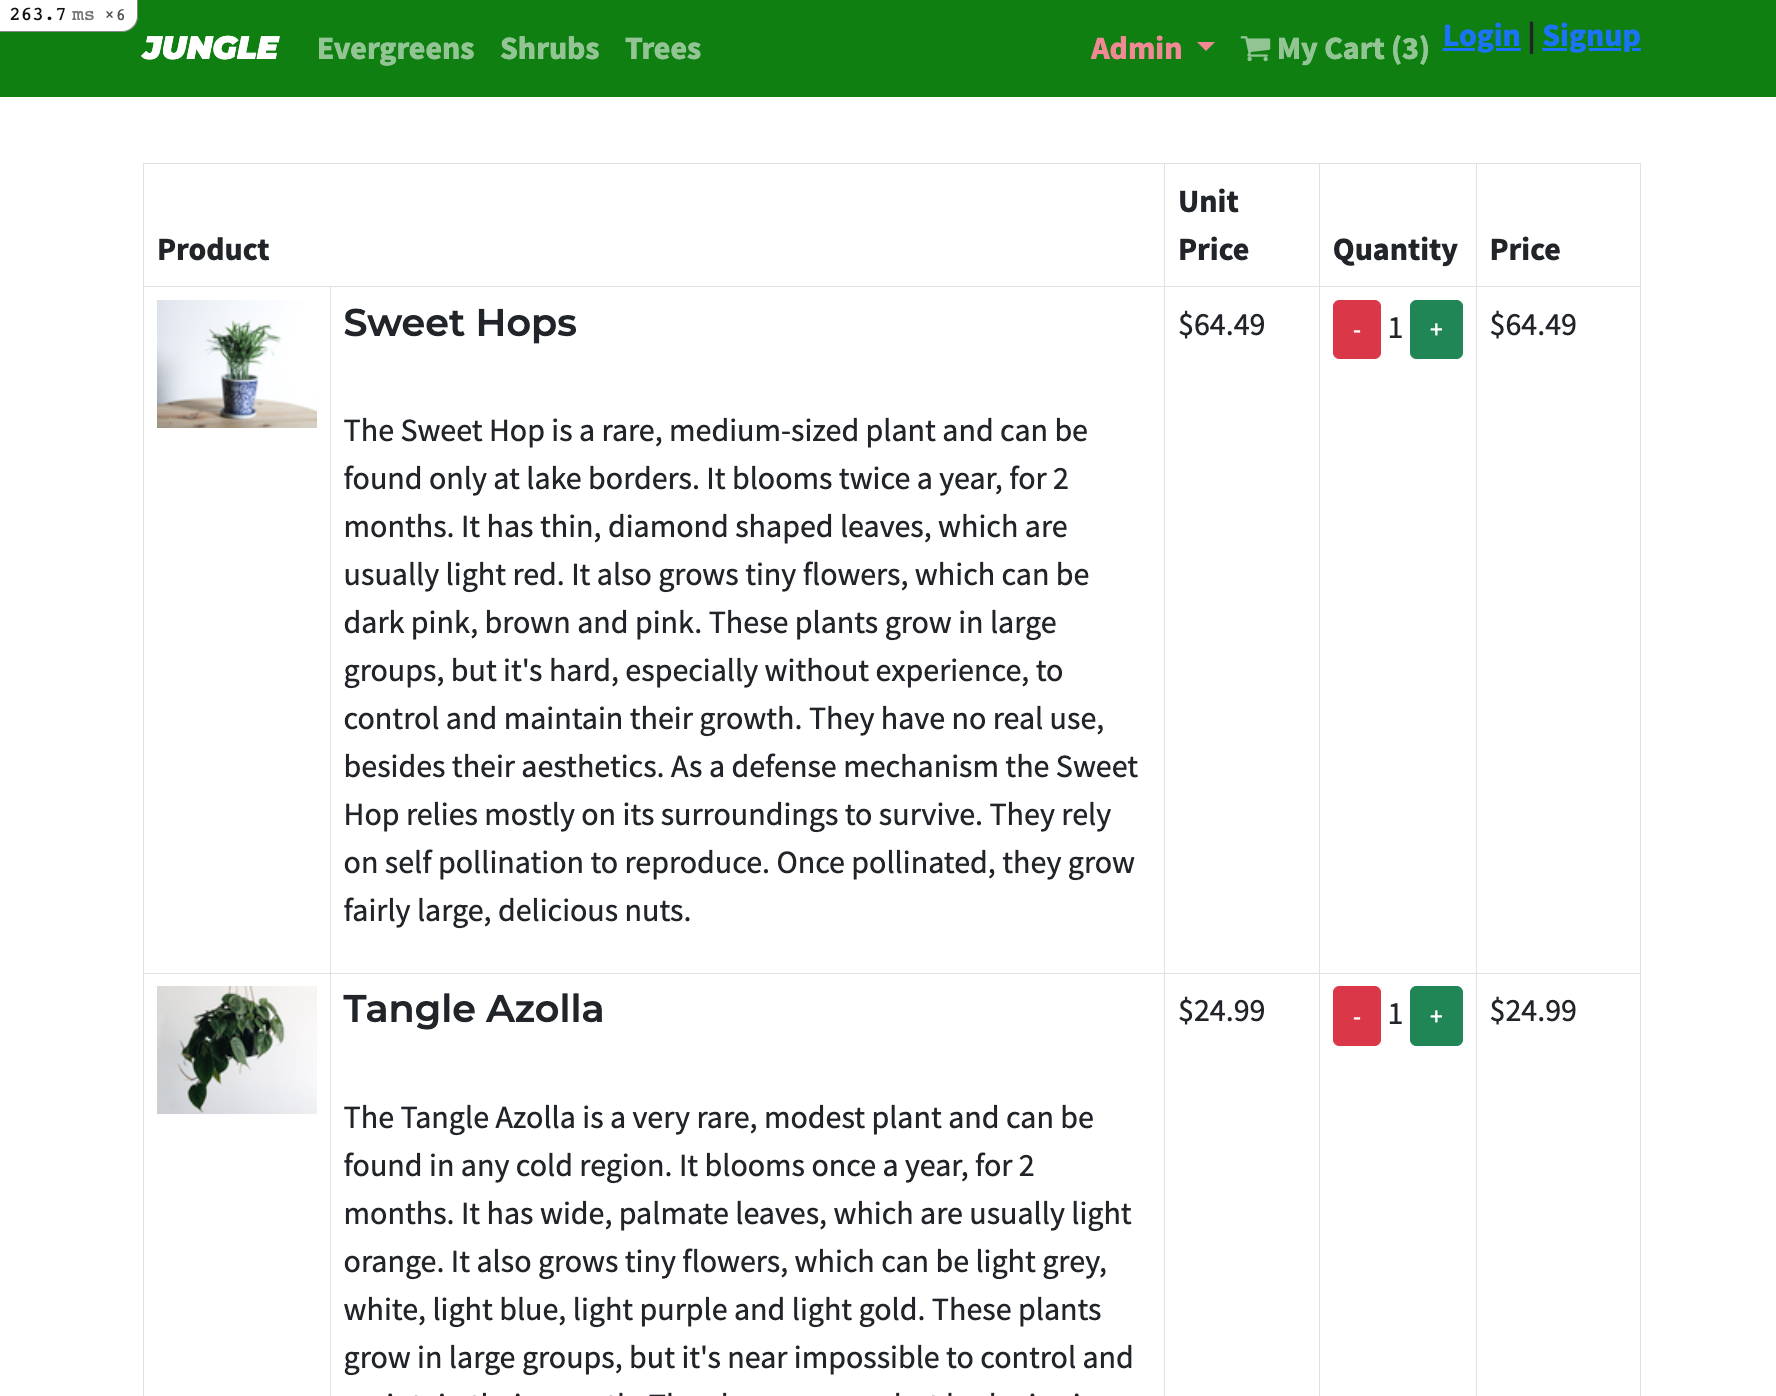 263.7 ms ×6
JUNGLE Evergreens Shrubs Trees Admin My Cart (3) Login | Signup
Product Unit Price Quantity Price
Sweet Hops $64.49 - 1 + $64.49
The Sweet Hop is a rare, medium-sized plant and can be
found only at lake borders. It blooms twice a year, for 2
months. It has thin, diamond shaped leaves, which are
usually light red. It also grows tiny flowers, which can be
dark pink, brown and pink. These plants grow in large
groups, but it's hard, especially without experience, to
control and maintain their growth. They have no real use,
besides their aesthetics. As a defense mechanism the Sweet
Hop relies mostly on its surroundings to survive. They rely
on self pollination to reproduce. Once pollinated, they grow
fairly large, delicious nuts.
Tangle Azolla $24.99 - 1 + $24.99
The Tangle Azolla is a very rare, modest plant and can be
found in any cold region. It blooms once a year, for 2
months. It has wide, palmate leaves, which are usually light
orange. It also grows tiny flowers, which can be light grey,
white, light blue, light purple and light gold. These plants
grow in large groups, but it's near impossible to control and